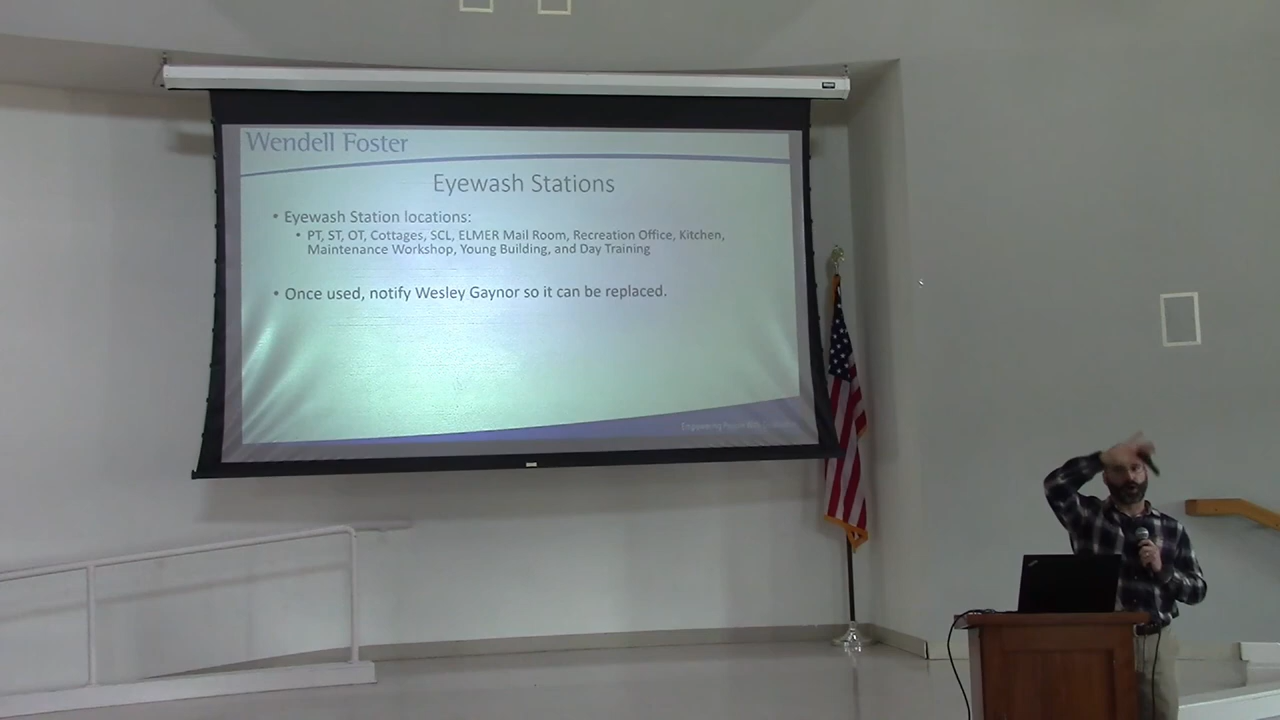 Wendell Foster
Eyewash Stations
• Eyewash Station locations:
• PT, ST, OT, Cottages, SCL, ELMER Mail Room, Recreation Office, Kitchen,
Maintenance Workshop, Young Building, and Day Training
• Once used, notify Wesley Gaynor so it can be replaced.
Empowering